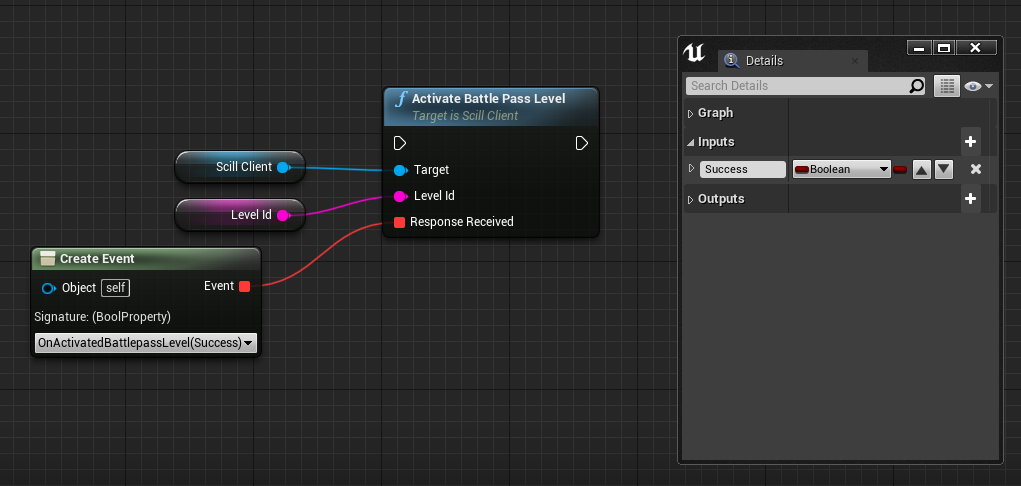 Activate Battle Pass Level
Target is Scill Client
Target
Level Id
Response Received
Scill Client
Level Id
Create Event
Object self
Event
Signature: (BoolProperty)
OnActivatedBattlepassLevel(Success)
Details
Search Details
Graph
Inputs
Success
Boolean
Outputs